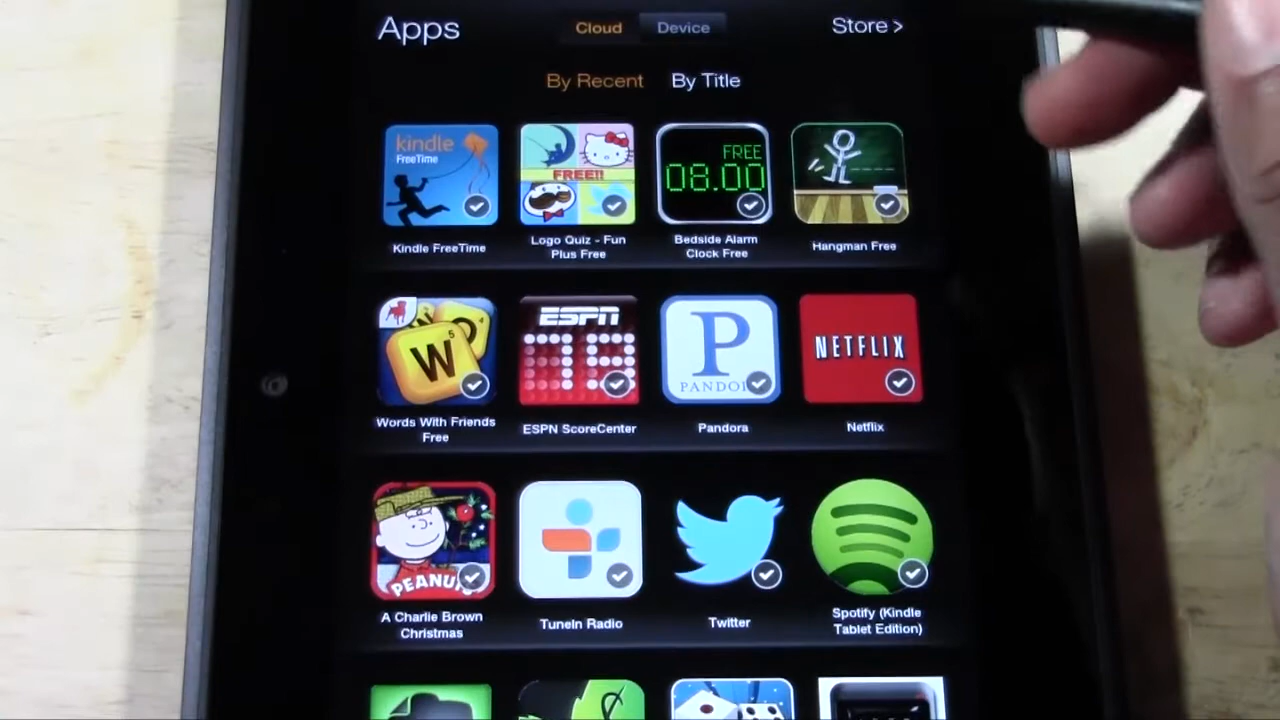 Apps
Cloud
Device
Store >
By Recent
By Title
kindle
FreeTime
FREE!!
FREE
08.00
Kindle FreeTime
Logo Quiz - Fun
Plus Free
Bedside Alarm
Clock Free
Hangman Free
W
5
ESPN
P
PANDO
NETFLIX
Words With Friends
Free
ESPN ScoreCenter
Pandora
Netflix
PEANU
A Charlie Brown
Christmas
TuneIn Radio
Twitter
Spotify (Kindle
Tablet Edition)